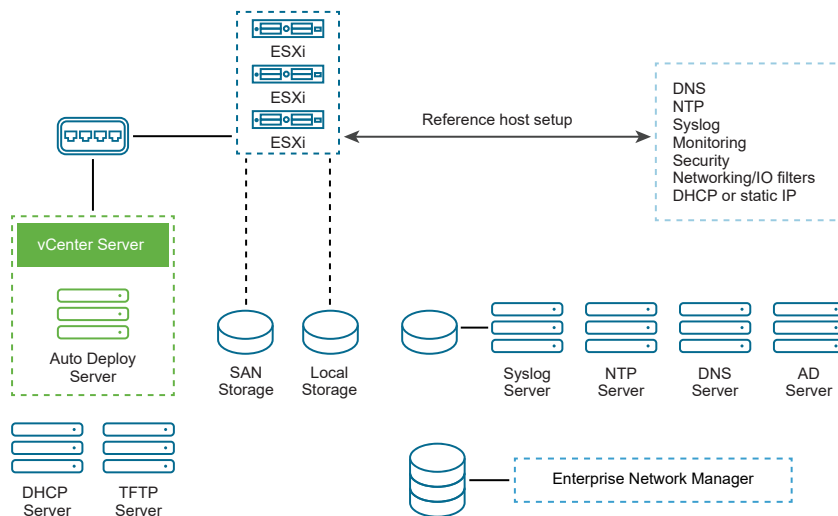 ESXi
ESXi
ESXi
Reference host setup
DNS
NTP
Syslog
Monitoring
Security
Networking/IO filters
DHCP or static IP
vCenter Server
Auto Deploy
Server
SAN
Storage
Local
Storage
Syslog
Server
NTP
Server
DNS
Server
AD
Server
DHCP
Server
TFTP
Server
Enterprise Network Manager